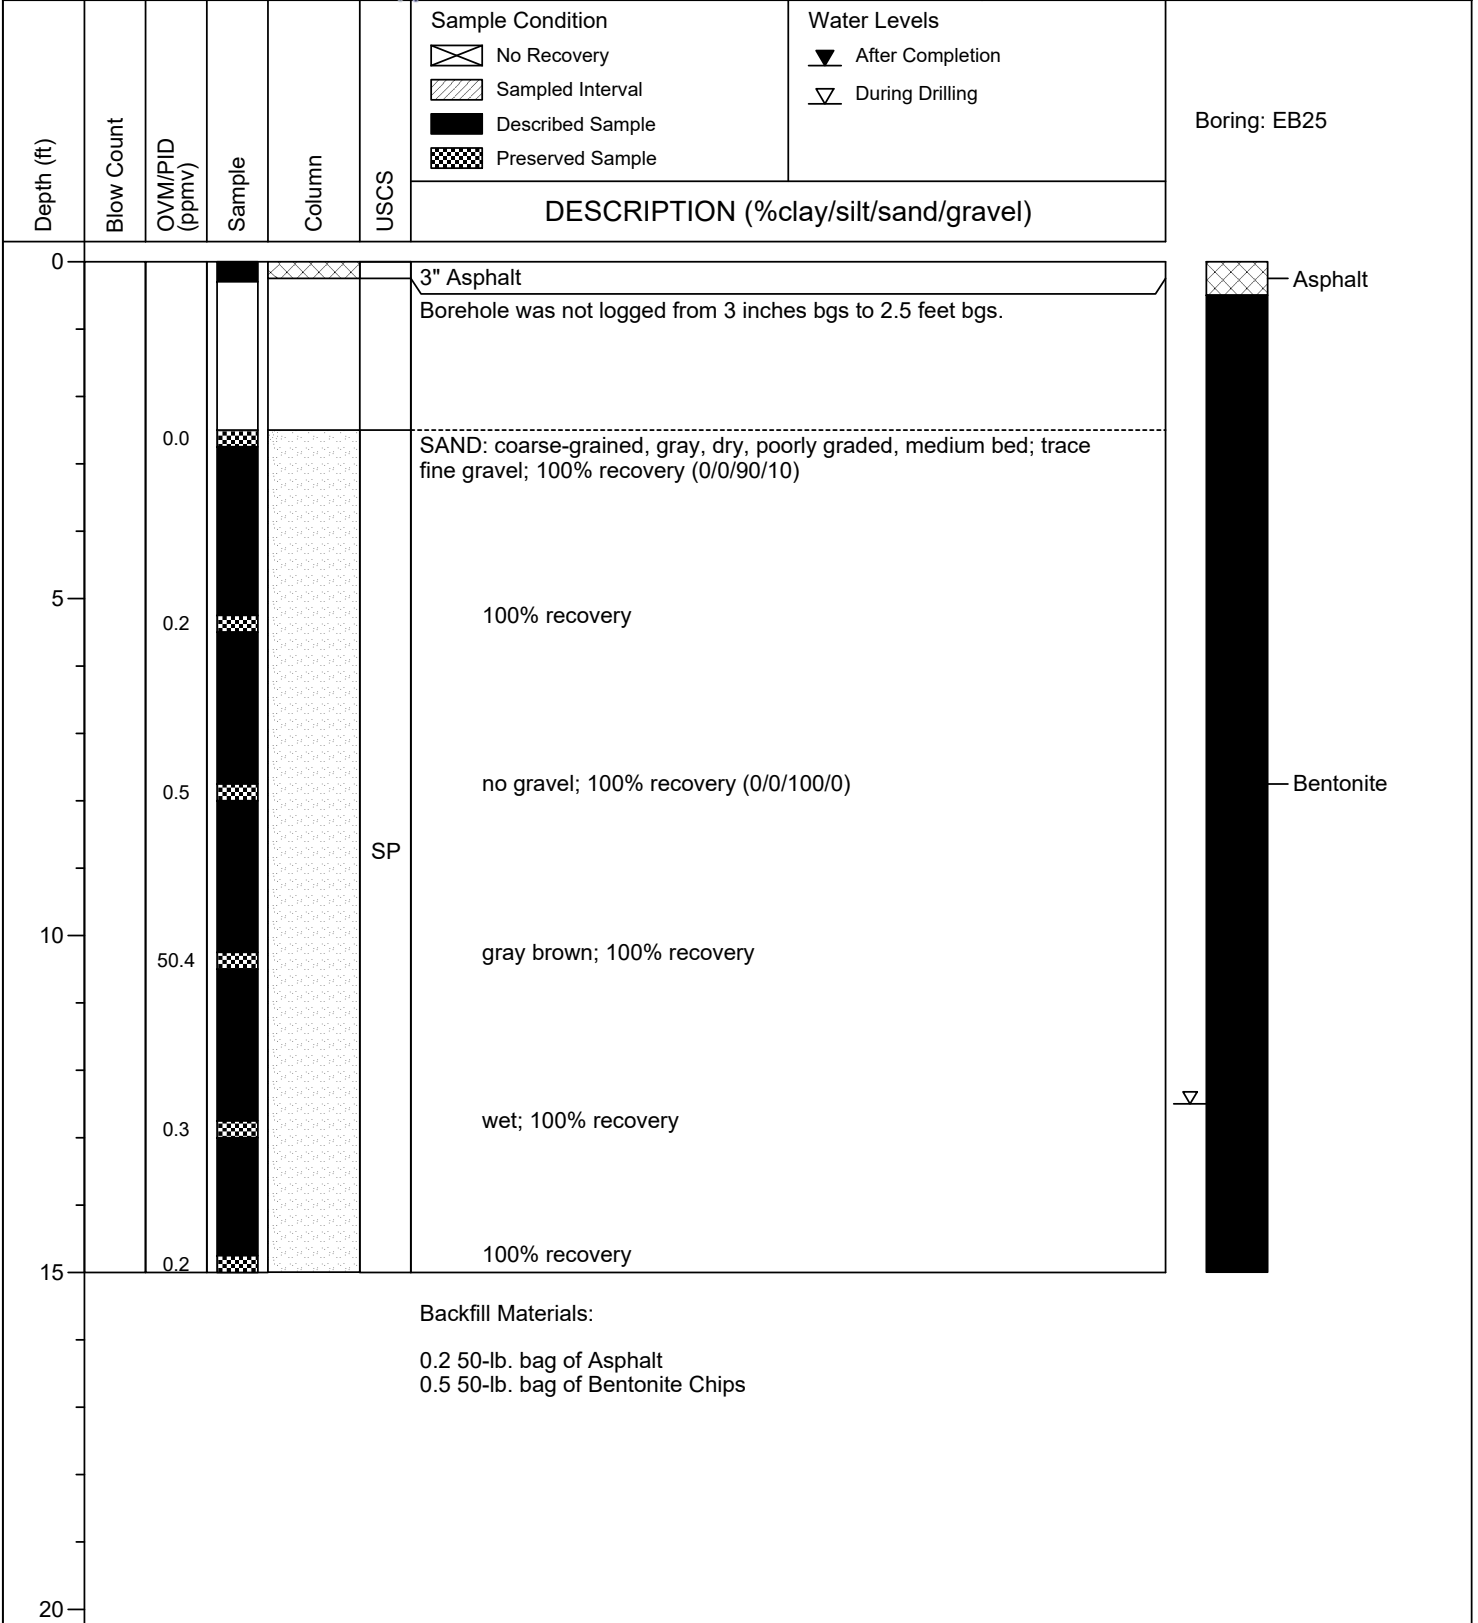 Sample Condition
No Recovery
Sampled Interval
Described Sample
Preserved Sample
Water Levels
After Completion
During Drilling
Boring: EB25
Depth (ft)
Blow Count
OVM/PID
(ppmv)
Sample
Column
USCS
DESCRIPTION (%clay/silt/sand/gravel)
0
3" Asphalt
Asphalt
Borehole was not logged from 3 inches bgs to 2.5 feet bgs.
0.0
SAND: coarse-grained, gray, dry, poorly graded, medium bed; trace
fine gravel; 100% recovery (0/0/90/10)
5
0.2
100% recovery
0.5
no gravel; 100% recovery (0/0/100/0)
Bentonite
SP
10
50.4
gray brown; 100% recovery
0.3
wet; 100% recovery
0.2
100% recovery
15
Backfill Materials:
0.2 50-lb. bag of Asphalt
0.5 50-lb. bag of Bentonite Chips
20